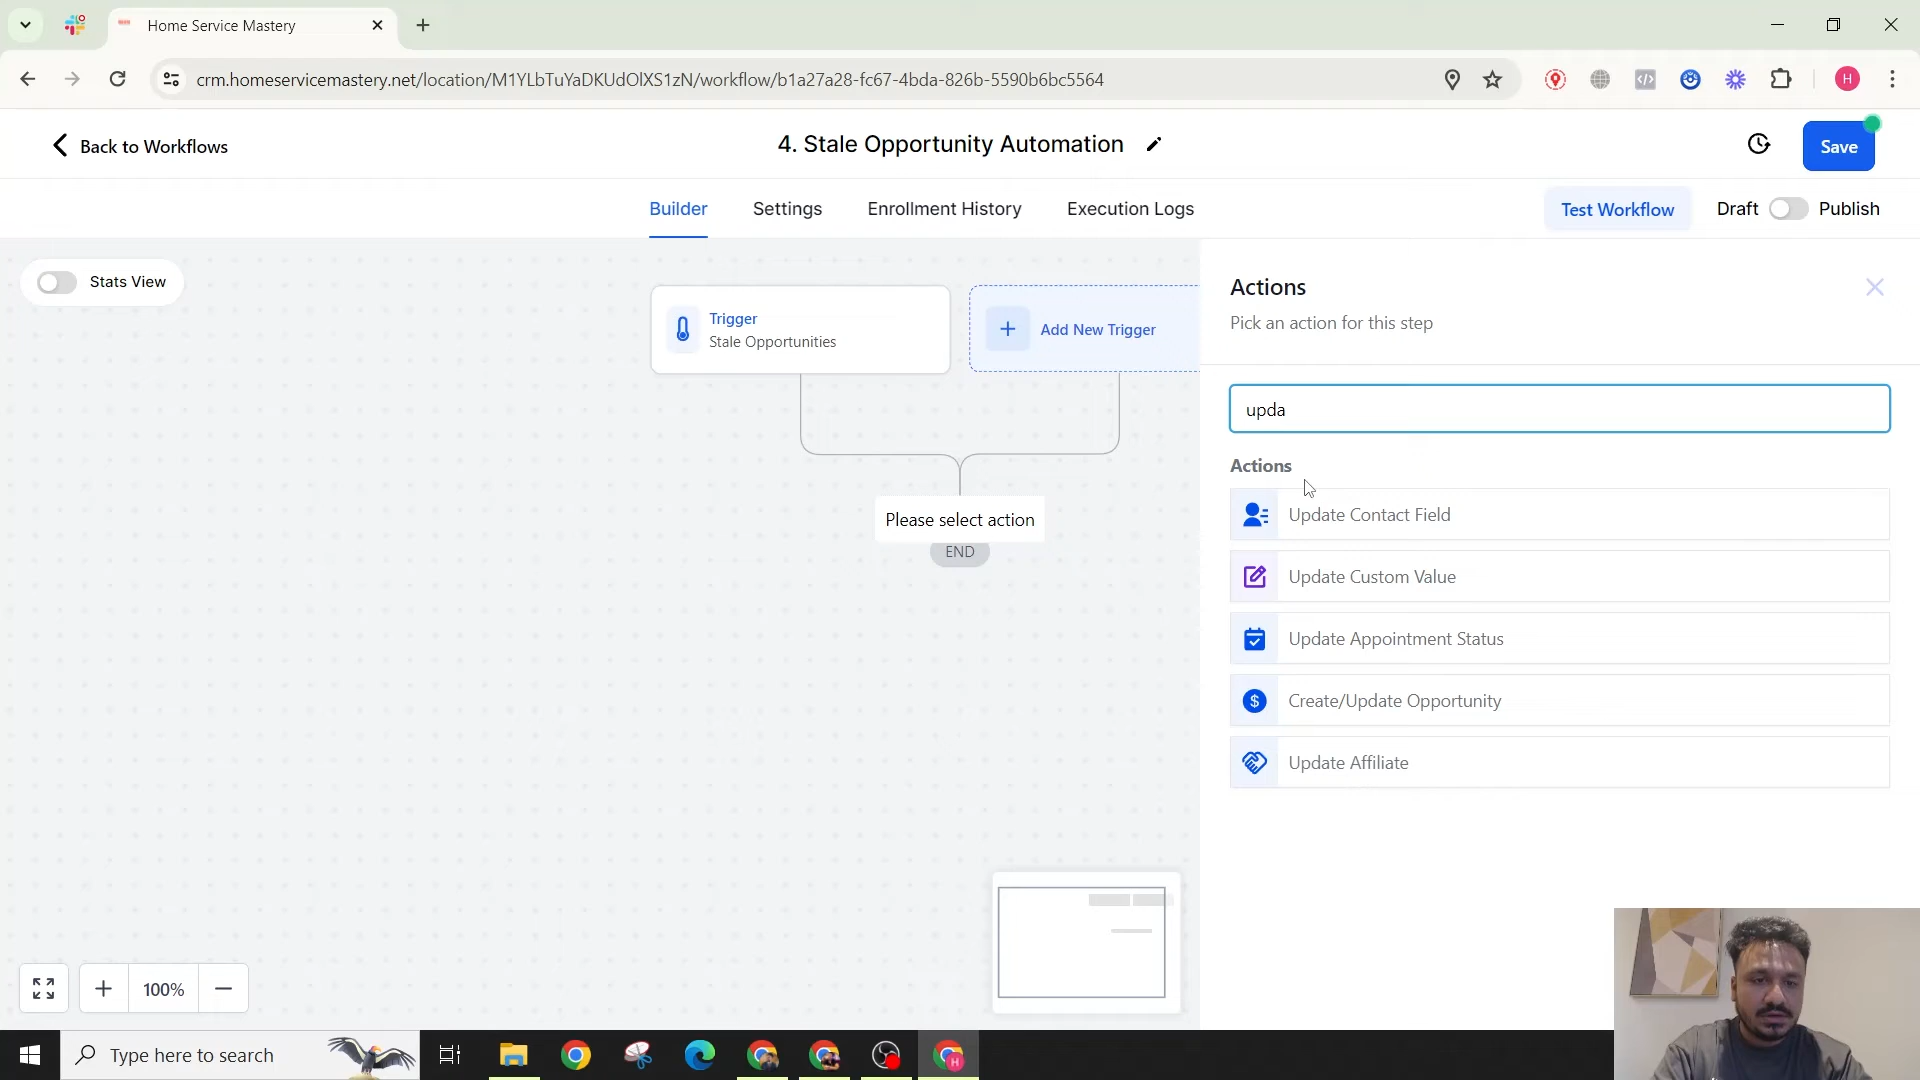 Home Service Mastery
crm.homeservicemastery.net/location/M1YLbTuYaDKUdOlXS1zN/workflow/b1a27a28-fc67-4bda-826b-5590b6bc5564
H
Back to Workflows
4. Stale Opportunity Automation
Save
Builder
Settings
Enrollment History
Execution Logs
Test Workflow
Draft
Publish
Stats View
Trigger
Stale Opportunities
Add New Trigger
Please select action
END
Actions
Pick an action for this step
upda
Actions
Update Contact Field
Update Custom Value
Update Appointment Status
Create/Update Opportunity
Update Affiliate
100%
Type here to search